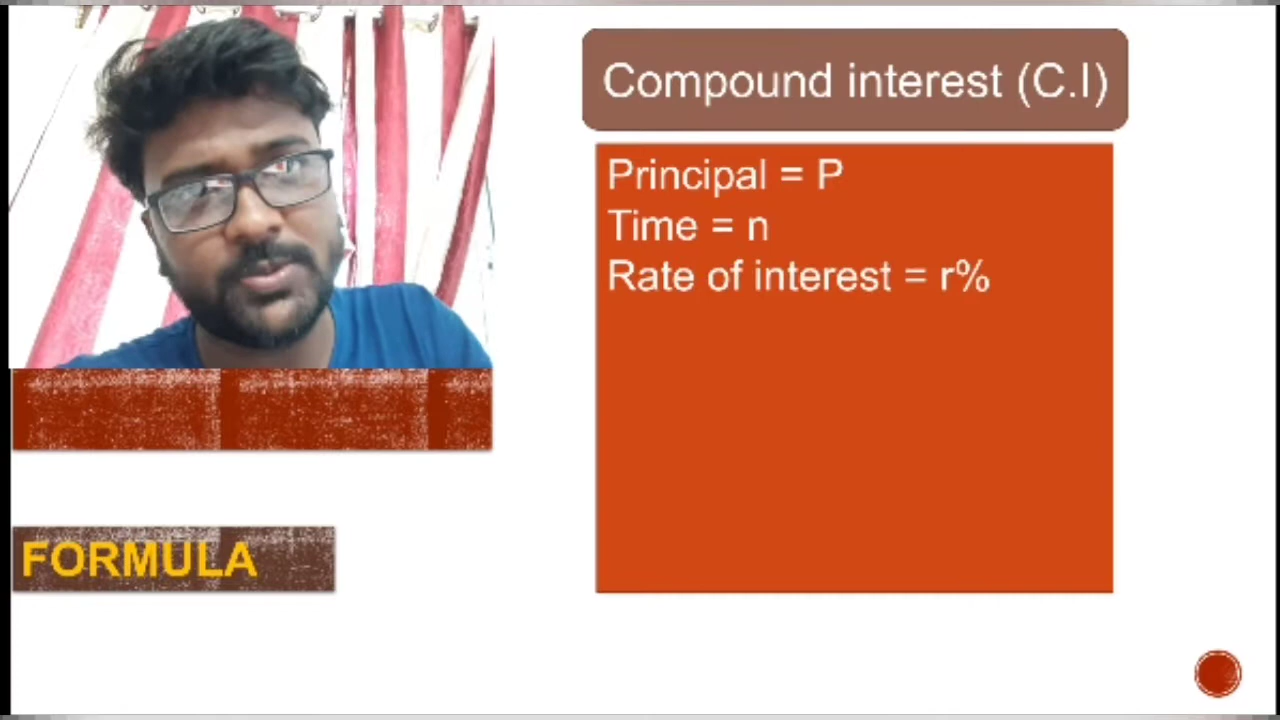 Compound interest (C.I)
Principal = P
Time = n
Rate of interest = r%
FORMULA